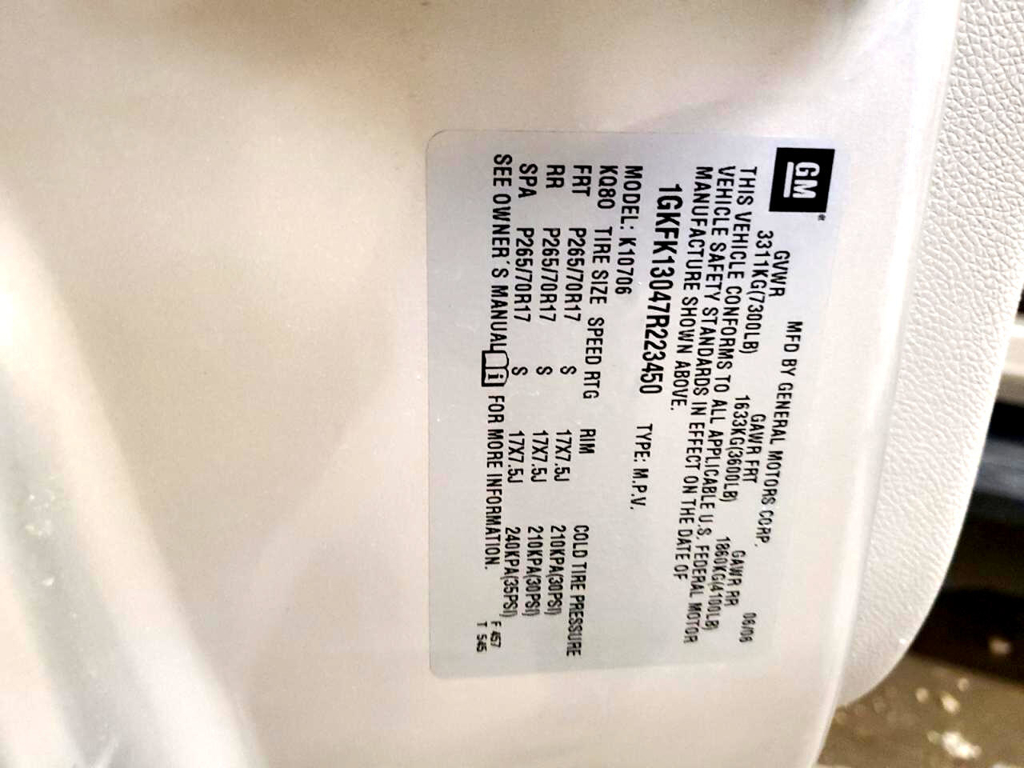 GM
MFD BY GENERAL MOTORS CORP. 06/06
GVWR GAWR FRT GAWR RR
3311KG(7300LB) 1633KG(3600LB) 1860KG(4100LB)
THIS VEHICLE CONFORMS TO ALL APPLICABLE U.S. FEDERAL MOTOR
VEHICLE SAFETY STANDARDS IN EFFECT ON THE DATE OF
MANUFACTURE SHOWN ABOVE.
1GKFK13047R223450 TYPE: M.P.V.
MODEL: K10706
KQ80 TIRE SIZE SPEED RTG RIM COLD TIRE PRESSURE
FRT P265/70R17 S 17X7.5J 210KPA(30PSI)
RR P265/70R17 S 17X7.5J 210KPA(30PSI)
SPA P265/70R17 S 17X7.5J 240KPA(35PSI)
SEE OWNER'S MANUAL i FOR MORE INFORMATION.
F 457
T 545